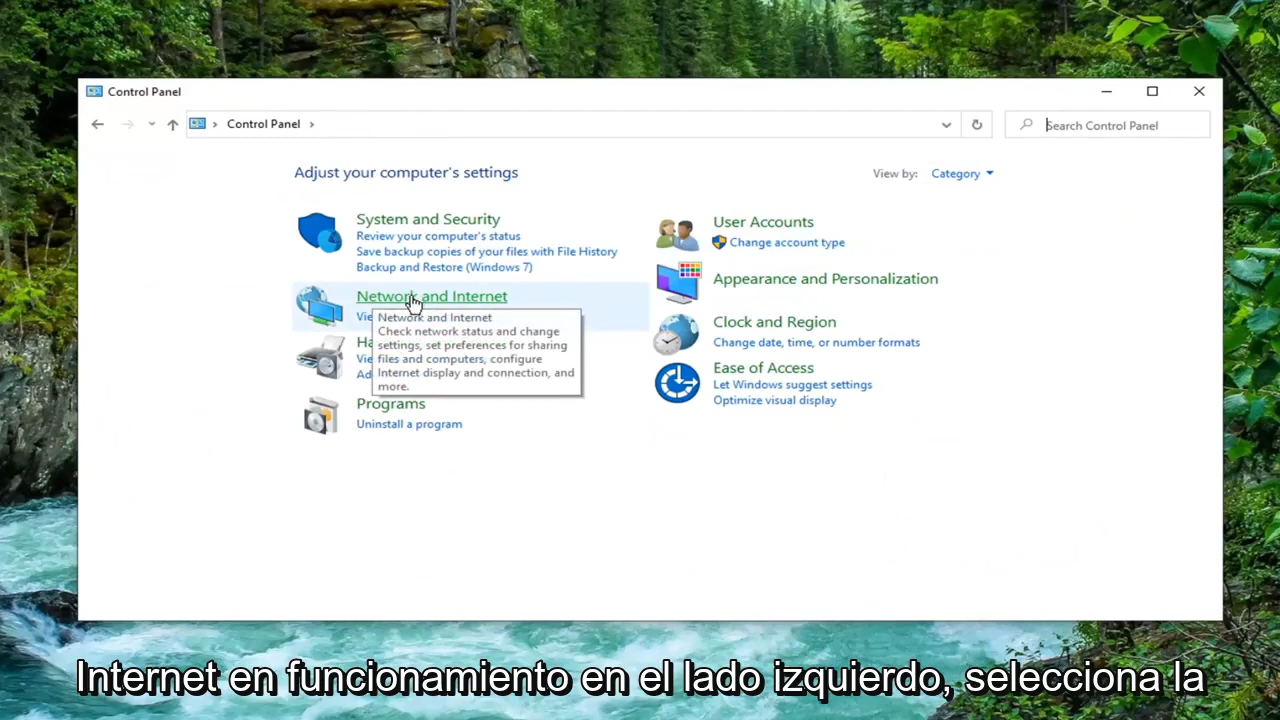 Control Panel
Control Panel
Search Control Panel
Adjust your computer's settings
View by: Category
System and Security
Review your computer's status
Save backup copies of your files with File History
Backup and Restore (Windows 7)
Network and Internet
Network and Internet
Check network status and change
settings, set preferences for sharing
files and computers, configure
Internet display and connection, and
more.
Programs
Uninstall a program
User Accounts
Change account type
Appearance and Personalization
Clock and Region
Change date, time, or number formats
Ease of Access
Let Windows suggest settings
Optimize visual display
Internet en funcionamiento en el lado izquierdo, selecciona la